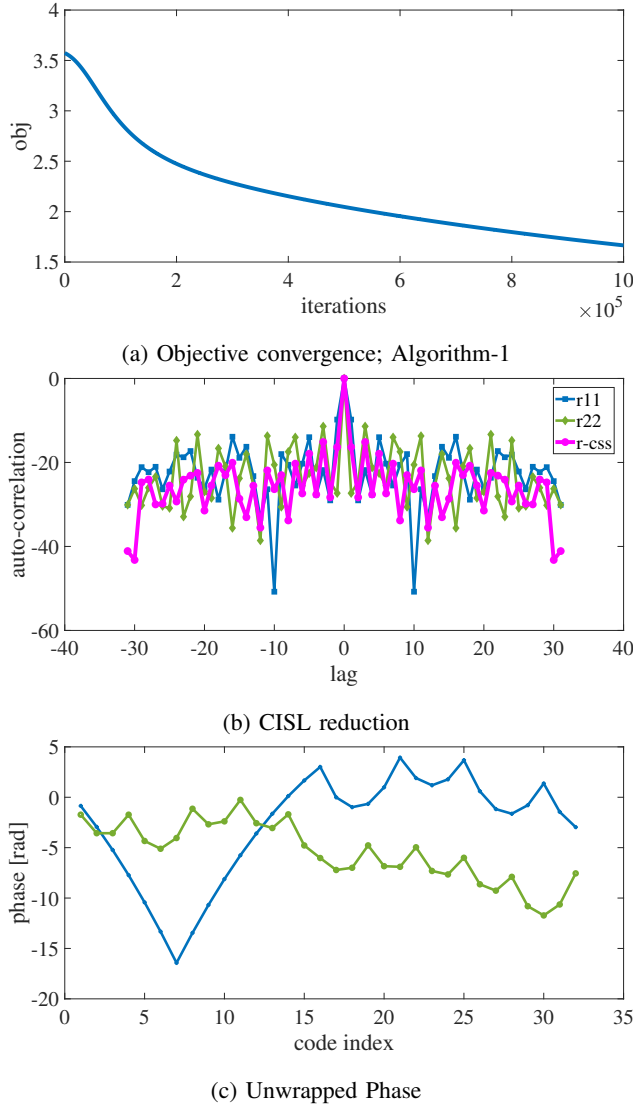 4
3.5
3
2.5
2
1.5
obj
0 2 4 6 8 10
iterations
×10⁵
(a) Objective convergence; Algorithm-1
0
-20
-40
-60
auto-correlation
r11
r22
r-css
-40 -30 -20 -10 0 10 20 30 40
lag
(b) CISL reduction
5
0
-5
-10
-15
-20
phase [rad]
0 5 10 15 20 25 30 35
code index
(c) Unwrapped Phase